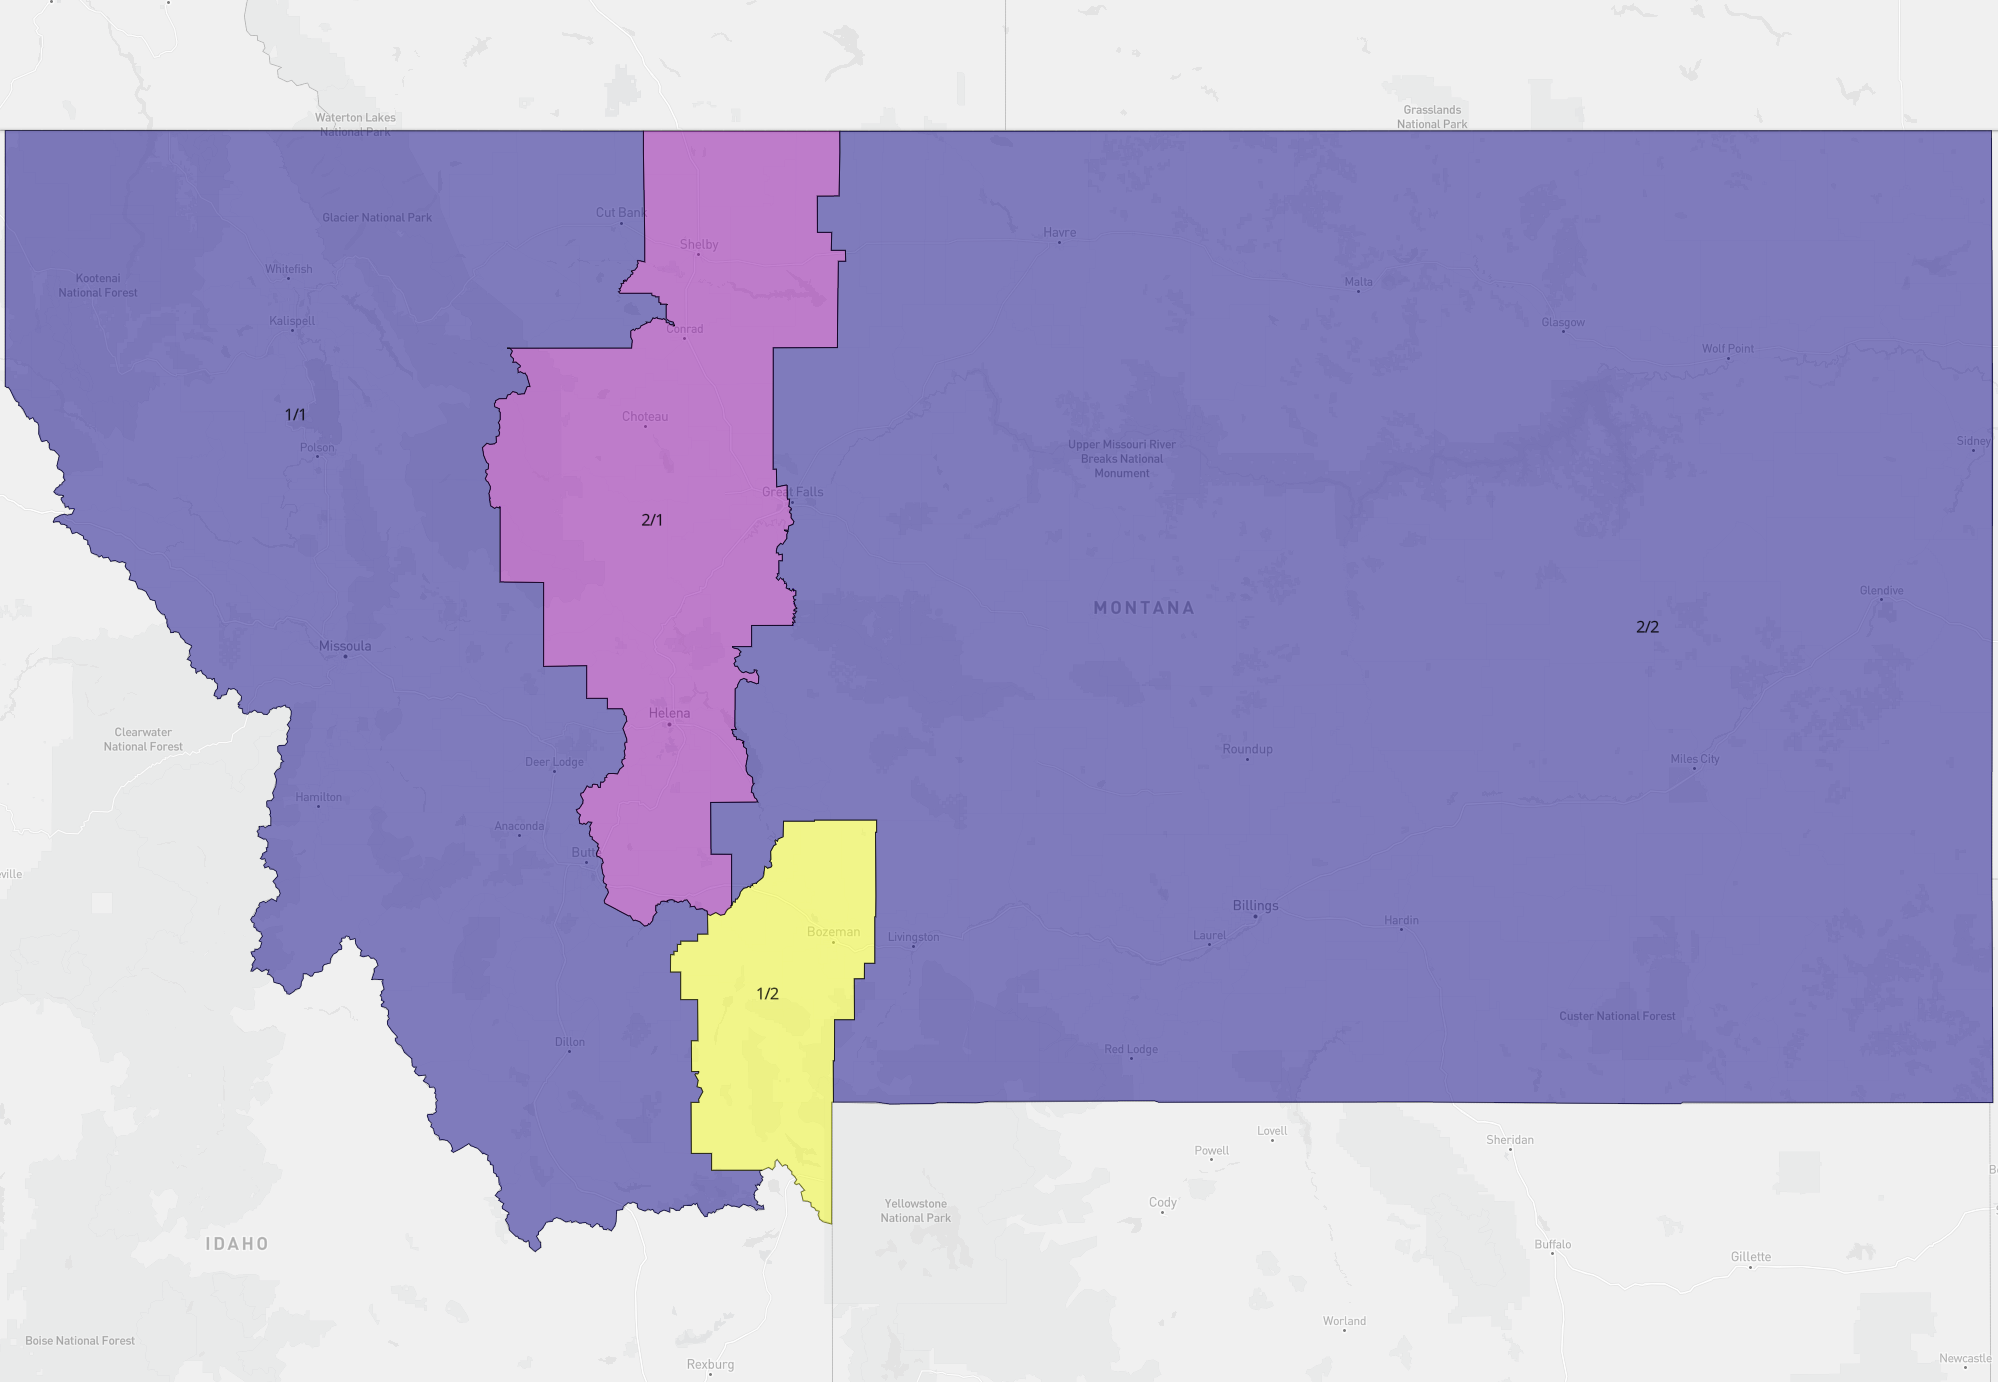 Waterton Lakes
National Park
Grasslands
National Park
Cut Bank
Glacier National Park
Shelby
Havre
Whitefish
Kootenai
National Forest
Malta
Kalispell
Conrad
Glasgow
Wolf Point
1/1
Choteau
Polson
Upper Missouri River
Breaks National
Monument
Sidney
Great Falls
2/1
MONTANA
Glendive
2/2
Missoula
Helena
Clearwater
National Forest
Deer Lodge
Roundup
Miles City
Hamilton
Anaconda
Butt
eville
Billings
Hardin
Bozeman
Livingston
Laurel
1/2
Custer National Forest
Dillon
Red Lodge
Lovell
Sheridan
Powell
Yellowstone
National Park
Cody
IDAHO
Buffalo
Gillette
Worland
Boise National Forest
Rexburg
Newcastle